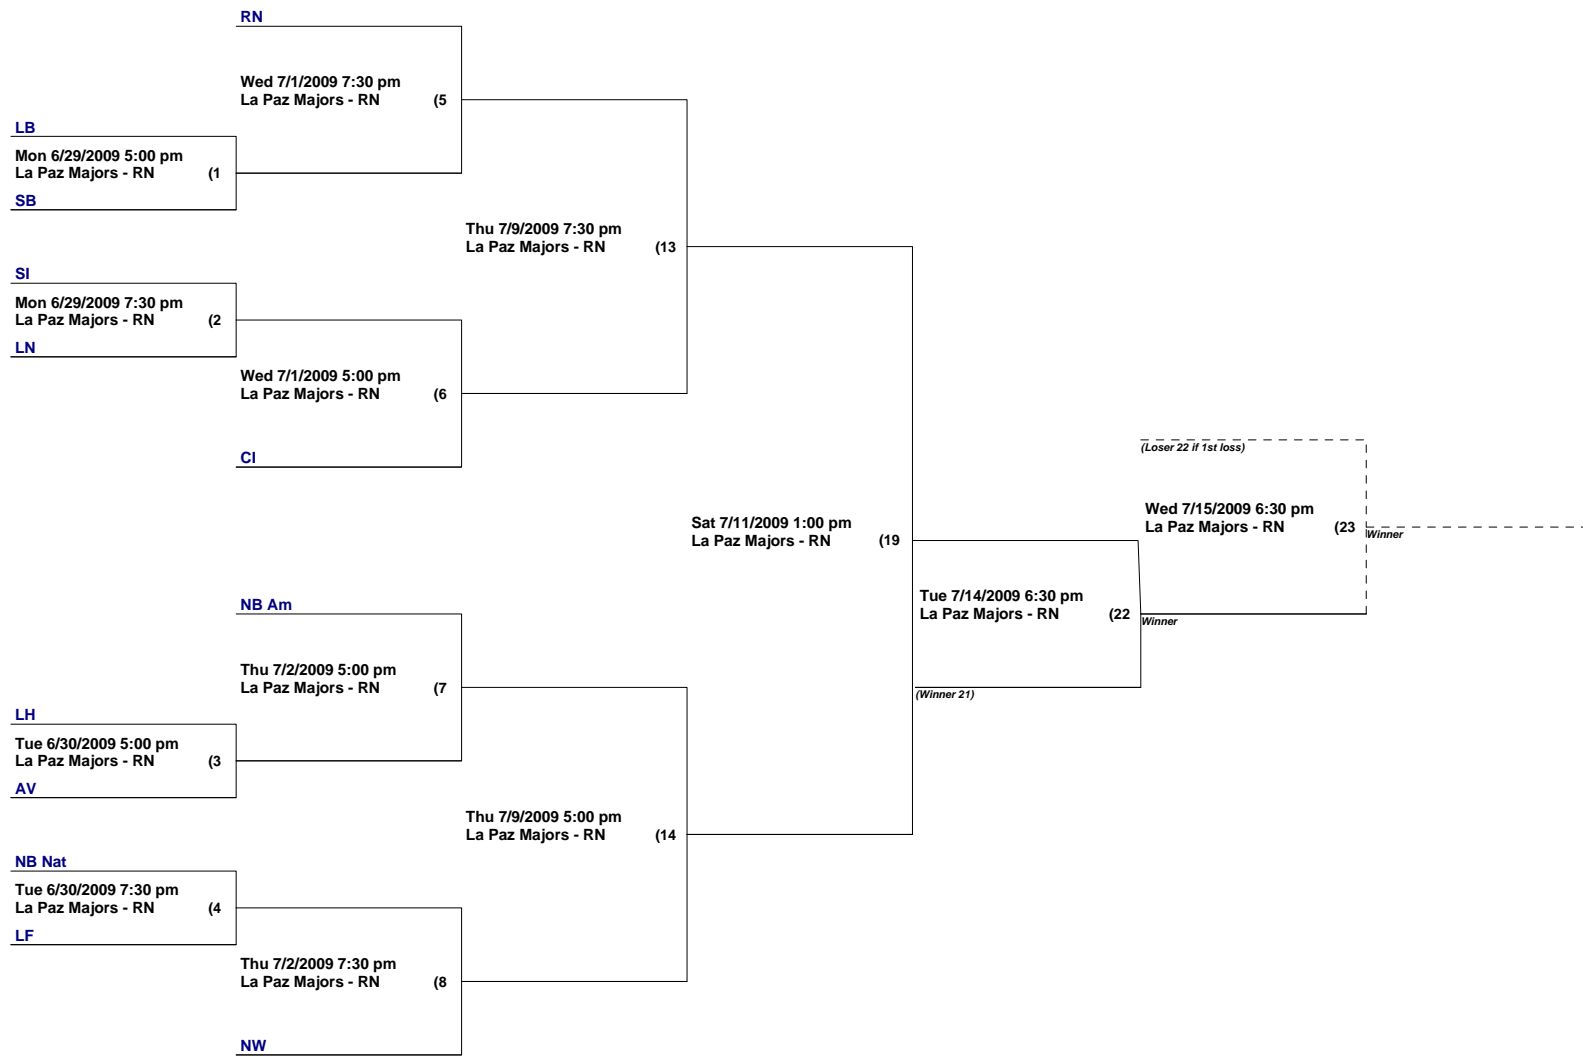 RN
Wed 7/1/2009 7:30 pm
La Paz Majors - RN (5
LB
Mon 6/29/2009 5:00 pm
La Paz Majors - RN (1
SB
Thu 7/9/2009 7:30 pm
La Paz Majors - RN (13
SI
Mon 6/29/2009 7:30 pm
La Paz Majors - RN (2
LN
Wed 7/1/2009 5:00 pm
La Paz Majors - RN (6
CI
(Loser 22 if 1st loss)
Wed 7/15/2009 6:30 pm
La Paz Majors - RN (23
Winner
Sat 7/11/2009 1:00 pm
La Paz Majors - RN (19
Tue 7/14/2009 6:30 pm
La Paz Majors - RN (22
Winner
(Winner 21)
NB Am
Thu 7/2/2009 5:00 pm
La Paz Majors - RN (7
LH
Tue 6/30/2009 5:00 pm
La Paz Majors - RN (3
AV
Thu 7/9/2009 5:00 pm
La Paz Majors - RN (14
NB Nat
Tue 6/30/2009 7:30 pm
La Paz Majors - RN (4
LF
Thu 7/2/2009 7:30 pm
La Paz Majors - RN (8
NW